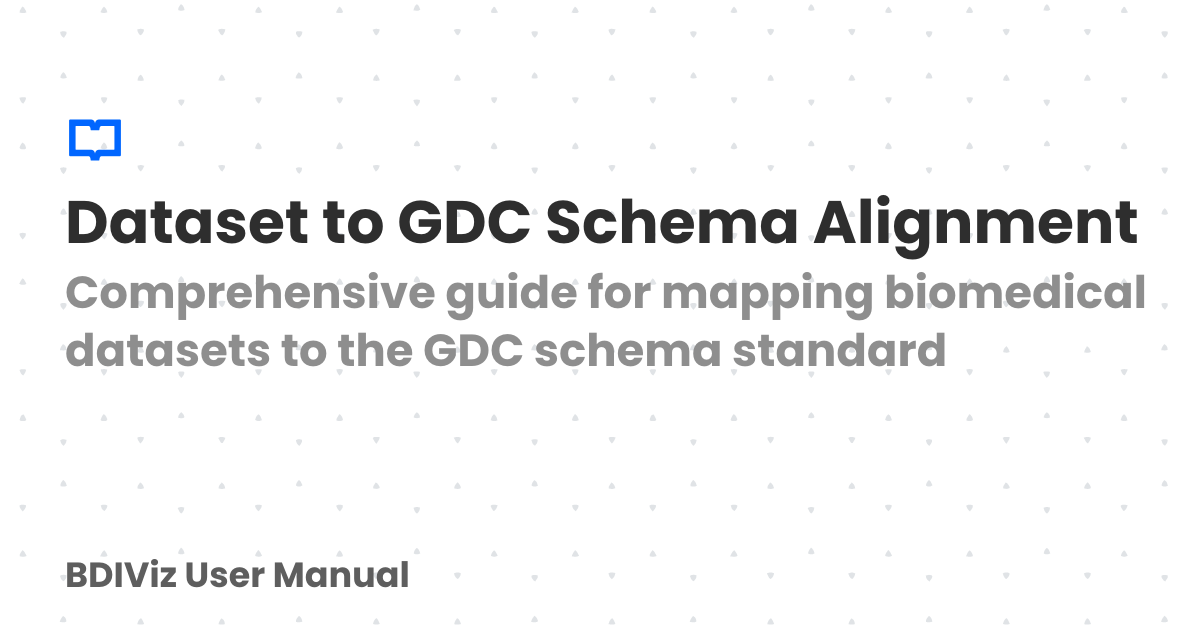 Dataset to GDC Schema Alignment
Comprehensive guide for mapping biomedical
datasets to the GDC schema standard
BDIViz User Manual